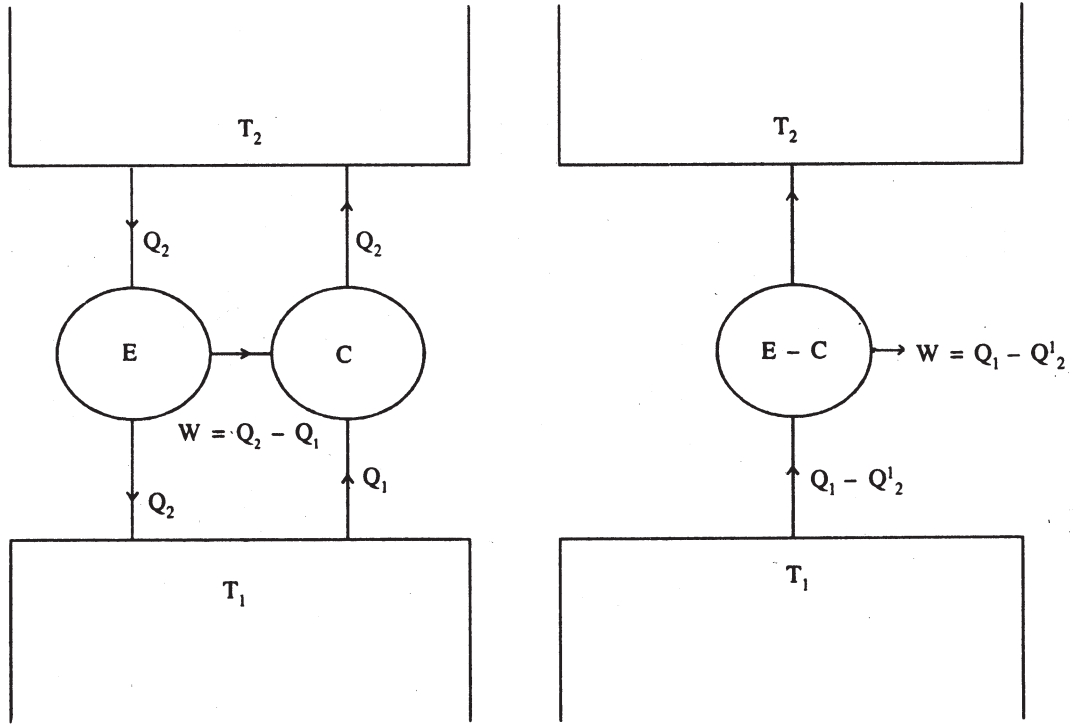 T₂
Q₂
Q₂
E
C
W = Q₂ − Q₁
Q₂
Q₁
T₁
T₂
E − C
W = Q₁ − Q¹₂
Q₁ − Q¹₂
T₁